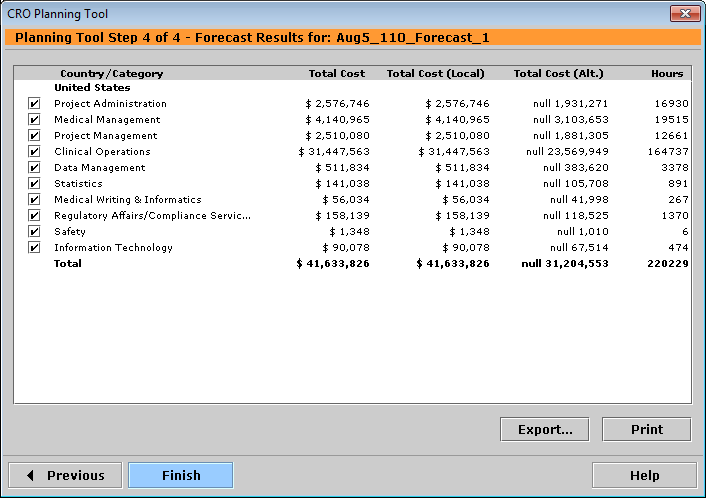 CRO Planning Tool
Planning Tool Step 4 of 4 - Forecast Results for: Aug5_110_Forecast_1
Country/Category Total Cost Total Cost (Local) Total Cost (Alt.) Hours
United States
Project Administration $ 2,576,746 $ 2,576,746 null 1,931,271 16930
Medical Management $ 4,140,965 $ 4,140,965 null 3,103,653 19515
Project Management $ 2,510,080 $ 2,510,080 null 1,881,305 12661
Clinical Operations $ 31,447,563 $ 31,447,563 null 23,569,949 164737
Data Management $ 511,834 $ 511,834 null 383,620 3378
Statistics $ 141,038 $ 141,038 null 105,708 891
Medical Writing & Informatics $ 56,034 $ 56,034 null 41,998 267
Regulatory Affairs/Compliance Servic... $ 158,139 $ 158,139 null 118,525 1370
Safety $ 1,348 $ 1,348 null 1,010 6
Information Technology $ 90,078 $ 90,078 null 67,514 474
Total $ 41,633,826 $ 41,633,826 null 31,204,553 220229
Export... Print
Previous Finish Help